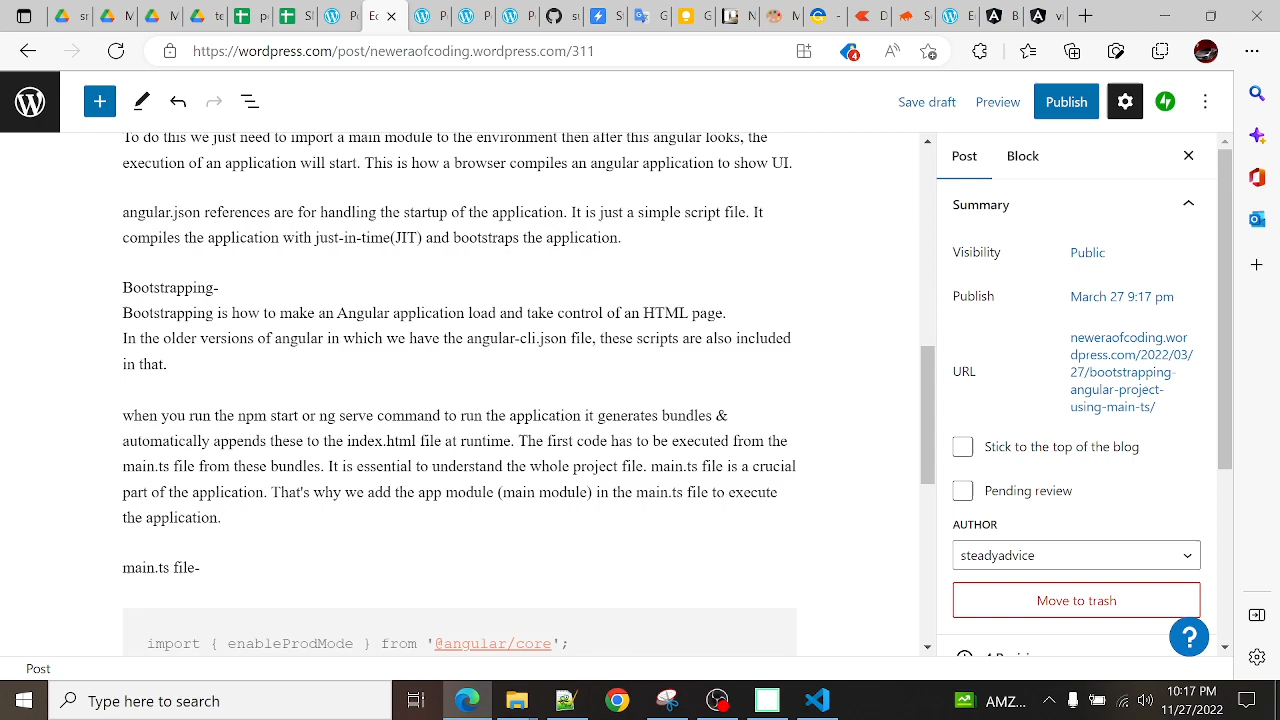 sr
M
M
te
p
S
P
Ec
P
P
P
sr
S
G
G
N
M
-
D
S
E
B
v
https://wordpress.com/post/neweraofcoding.wordpress.com/311
4
Save draft
Preview
Publish
To do this we just need to import a main module to the environment then after this angular looks, the
execution of an application will start. This is how a browser compiles an angular application to show UI.
angular.json references are for handling the startup of the application. It is just a simple script file. It
compiles the application with just-in-time(JIT) and bootstraps the application.
Bootstrapping-
Bootstrapping is how to make an Angular application load and take control of an HTML page.
In the older versions of angular in which we have the angular-cli.json file, these scripts are also included
in that.
when you run the npm start or ng serve command to run the application it generates bundles &
automatically appends these to the index.html file at runtime. The first code has to be executed from the
main.ts file from these bundles. It is essential to understand the whole project file. main.ts file is a crucial
part of the application. That's why we add the app module (main module) in the main.ts file to execute
the application.
main.ts file-
import { enableProdMode } from '@angular/core';
Post
Block
Summary
Visibility
Public
Publish
March 27 9:17 pm
URL
neweraofcoding.wor
dpress.com/2022/03/
27/bootstrapping-
angular-project-
using-main-ts/
Stick to the top of the blog
Pending review
AUTHOR
steadyadvice
Move to trash
?
Post
Type here to search
AMZ...
10:17 PM
11/27/2022